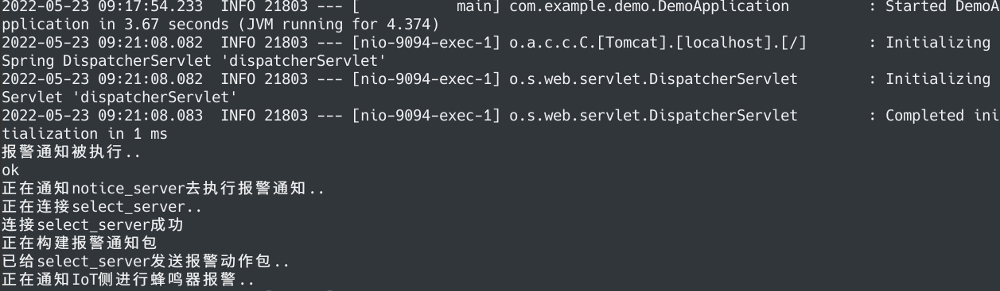 2022-05-23 09:17:54.233  INFO 21803 --- [           main] com.example.demo.DemoApplication         : Started DemoA
pplication in 3.67 seconds (JVM running for 4.374)
2022-05-23 09:21:08.082  INFO 21803 --- [nio-9094-exec-1] o.a.c.c.C.[Tomcat].[localhost].[/]       : Initializing
Spring DispatcherServlet 'dispatcherServlet'
2022-05-23 09:21:08.082  INFO 21803 --- [nio-9094-exec-1] o.s.web.servlet.DispatcherServlet        : Initializing
Servlet 'dispatcherServlet'
2022-05-23 09:21:08.083  INFO 21803 --- [nio-9094-exec-1] o.s.web.servlet.DispatcherServlet        : Completed ini
tialization in 1 ms
报警通知被执行..
ok
正在通知notice_server去执行报警通知..
正在连接select_server..
连接select_server成功
正在构建报警通知包
已给select_server发送报警动作包..
正在通知IoT侧进行蜂鸣器报警..